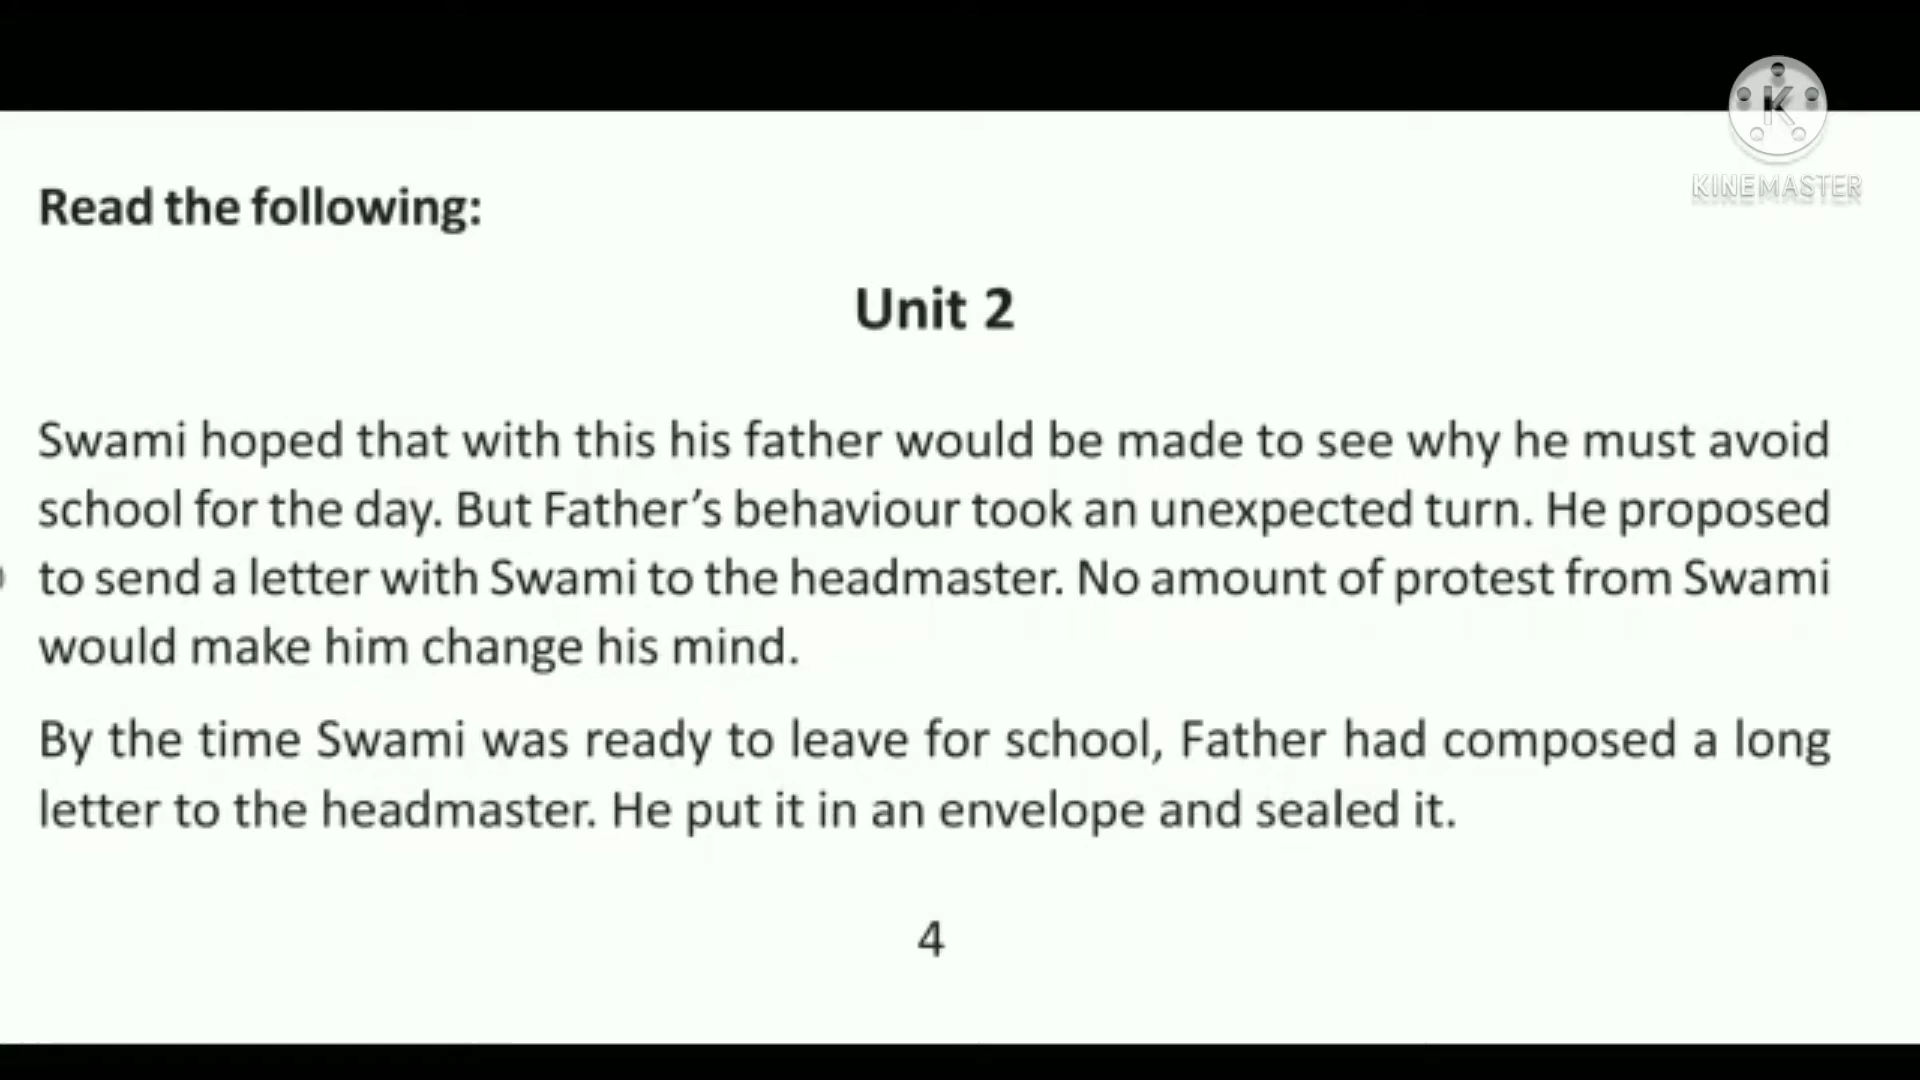 K
KINEMASTER
Read the following:
Unit 2
Swami hoped that with this his father would be made to see why he must avoid
school for the day. But Father’s behaviour took an unexpected turn. He proposed
to send a letter with Swami to the headmaster. No amount of protest from Swami
would make him change his mind.
By the time Swami was ready to leave for school, Father had composed a long
letter to the headmaster. He put it in an envelope and sealed it.
4